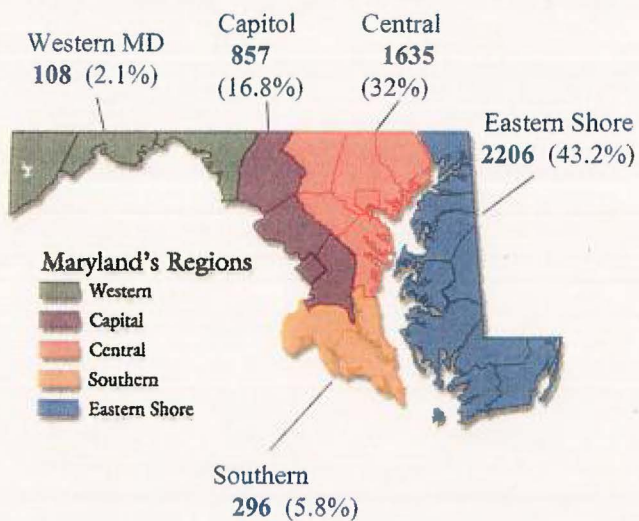 Western MD
108 (2.1%)
Capitol
857
(16.8%)
Central
1635
(32%)
Eastern Shore
2206 (43.2%)
Maryland's Regions
Western
Capital
Central
Southern
Eastern Shore
Southern
296 (5.8%)